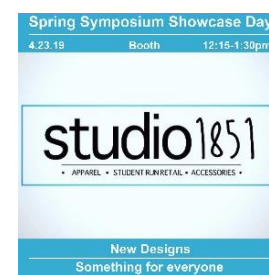 Spring Symposium Showcase Day
4.23.19 Booth 12:15-1:30pm
studio1851
• APPAREL • STUDENT RUN RETAIL • ACCESSORIES •
New Designs
Something for everyone